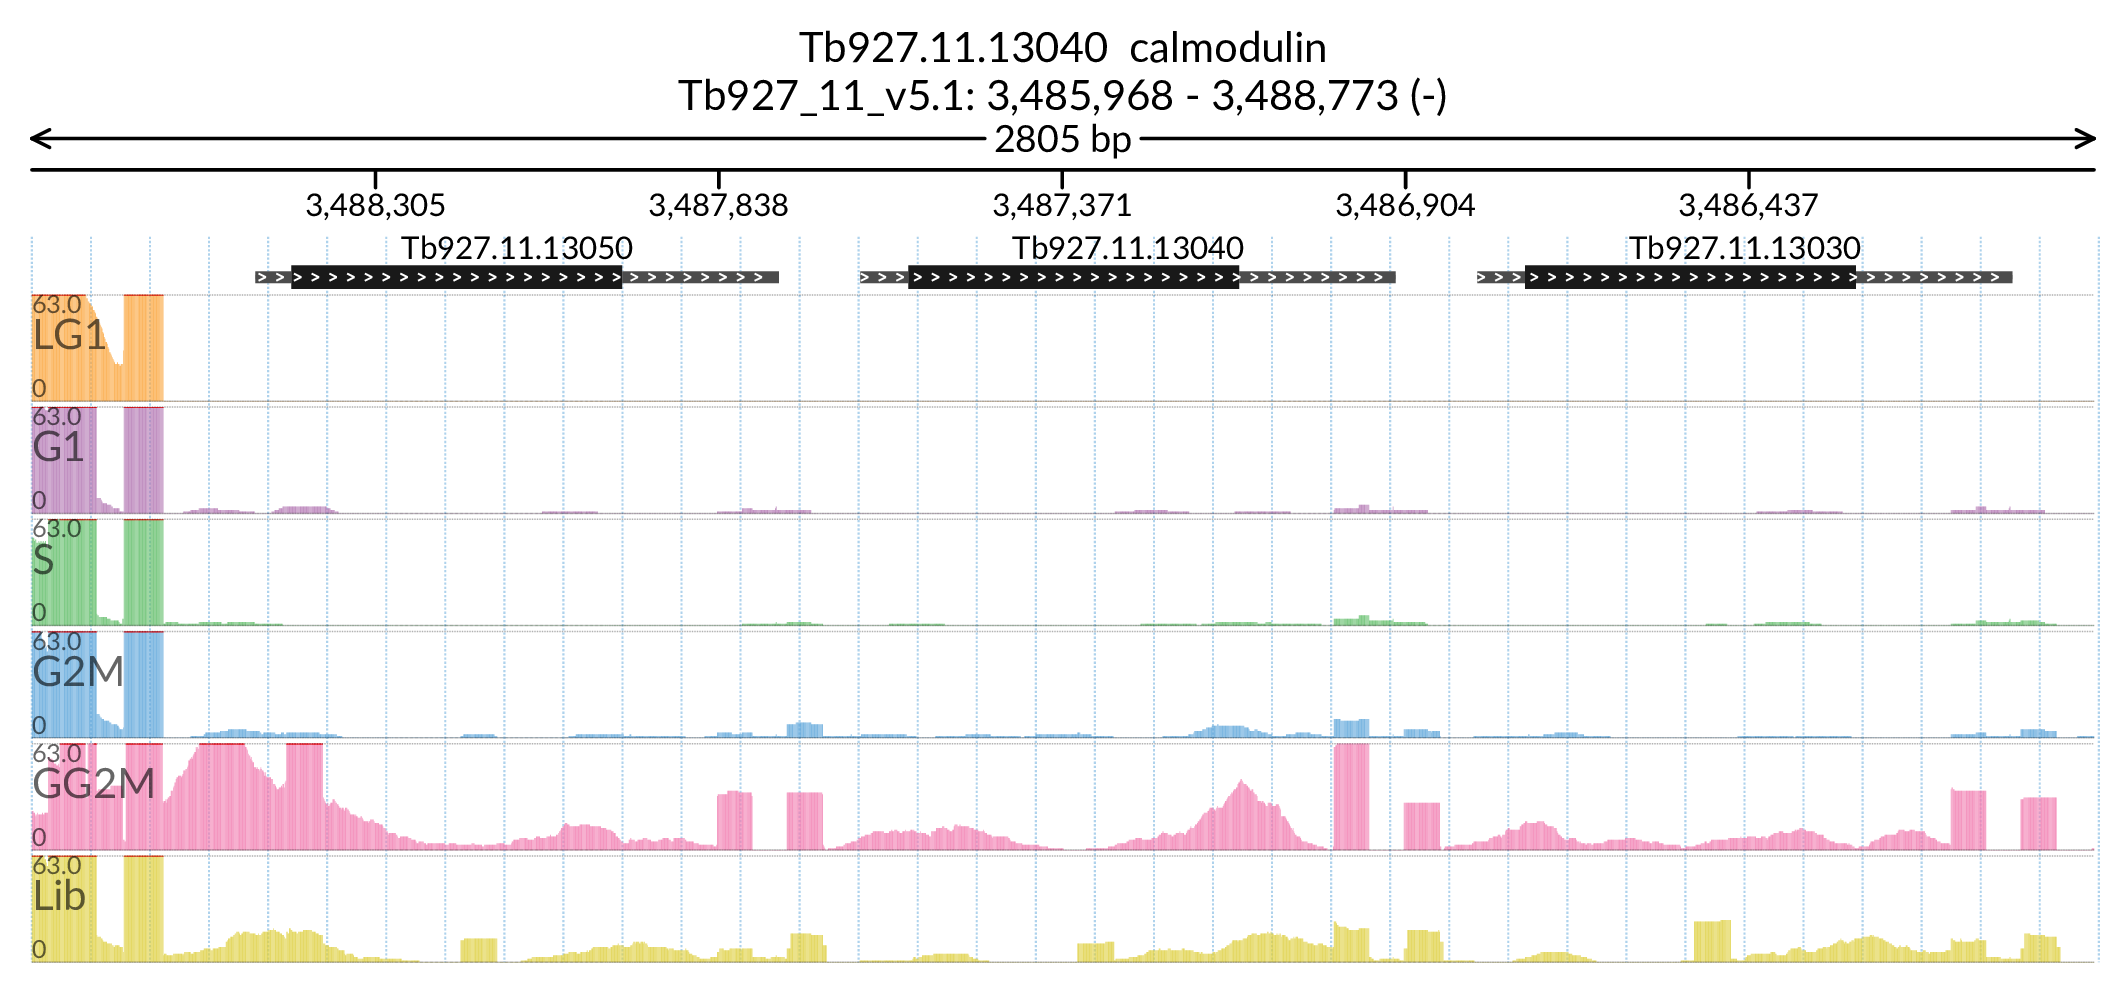 Tb927.11.13040 calmodulin
Tb927_11_v5.1: 3,485,968 - 3,488,773 (-)
2805 bp
3,488,305 3,487,838 3,487,371 3,486,904 3,486,437
Tb927.11.13050 Tb927.11.13040 Tb927.11.13030
63.0
LG1
0
63.0
G1
0
63.0
S
0
63.0
G2M
0
63.0
GG2M
0
63.0
Lib
0